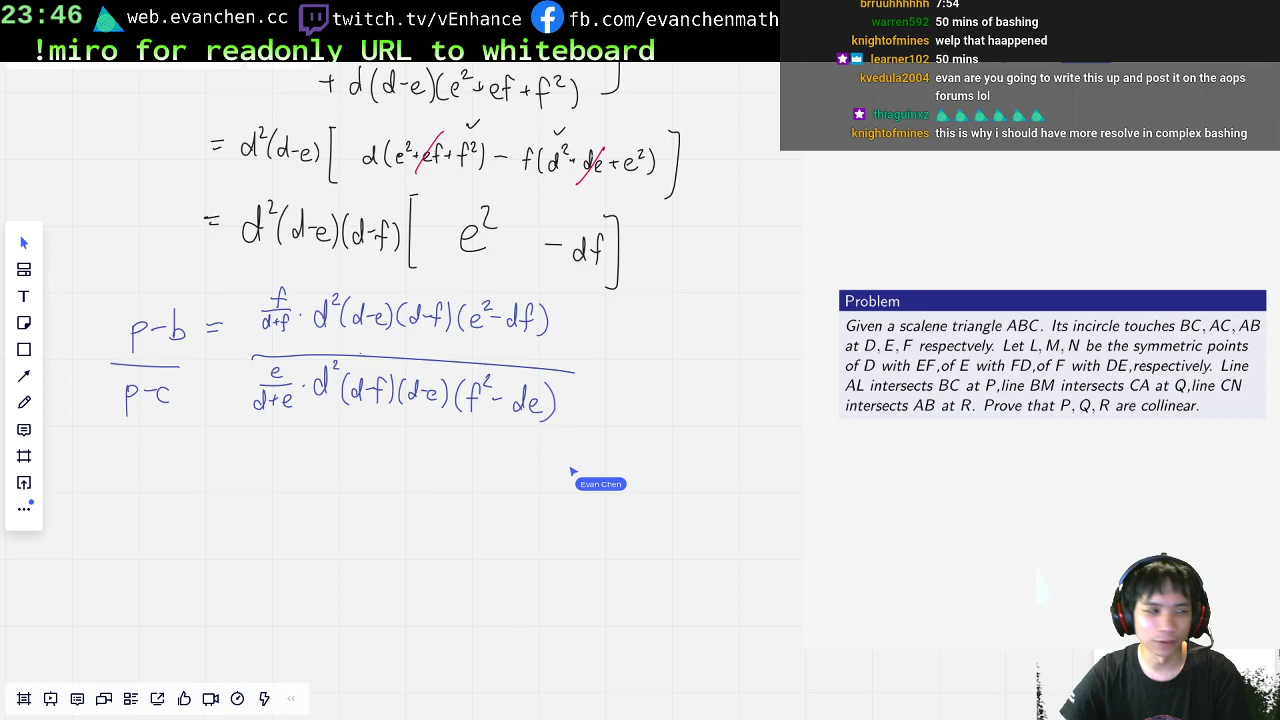 23:46 web.evanchen.cc twitch.tv/vEnhance fb.com/evanchenmath
!miro for readonly URL to whiteboard
brruuhhhhhh 7:54
warren592 50 mins of bashing
knightofmines welp that haappened
learner102 50 mins
kvedula2004 evan are you going to write this up and post it on the aops
forums lol
thiaguinxz
knightofmines this is why i should have more resolve in complex bashing
+ d(d-e)(e²+ef+f²) ]
= d²(d-e) [ d(e²+ef+f²) - f(d²+de+e²) ]
= d²(d-e)(d-f) [ e² - df ]
p-b / p-c = f/(d+f) · d²(d-e)(d-f)(e²-df) / e/(d+e) · d²(d-f)(d-e)(f²-de)
Evan Chen
Problem
Given a scalene triangle ABC. Its incircle touches BC, AC, AB
at D, E, F respectvely. Let L, M, N be the symmetric points
of D with EF,of E with FD,of F with DE,respectively. Line
AL intersects BC at P,line BM intersects CA at Q,line CN
intersects AB at R. Prove that P, Q, R are collinear.